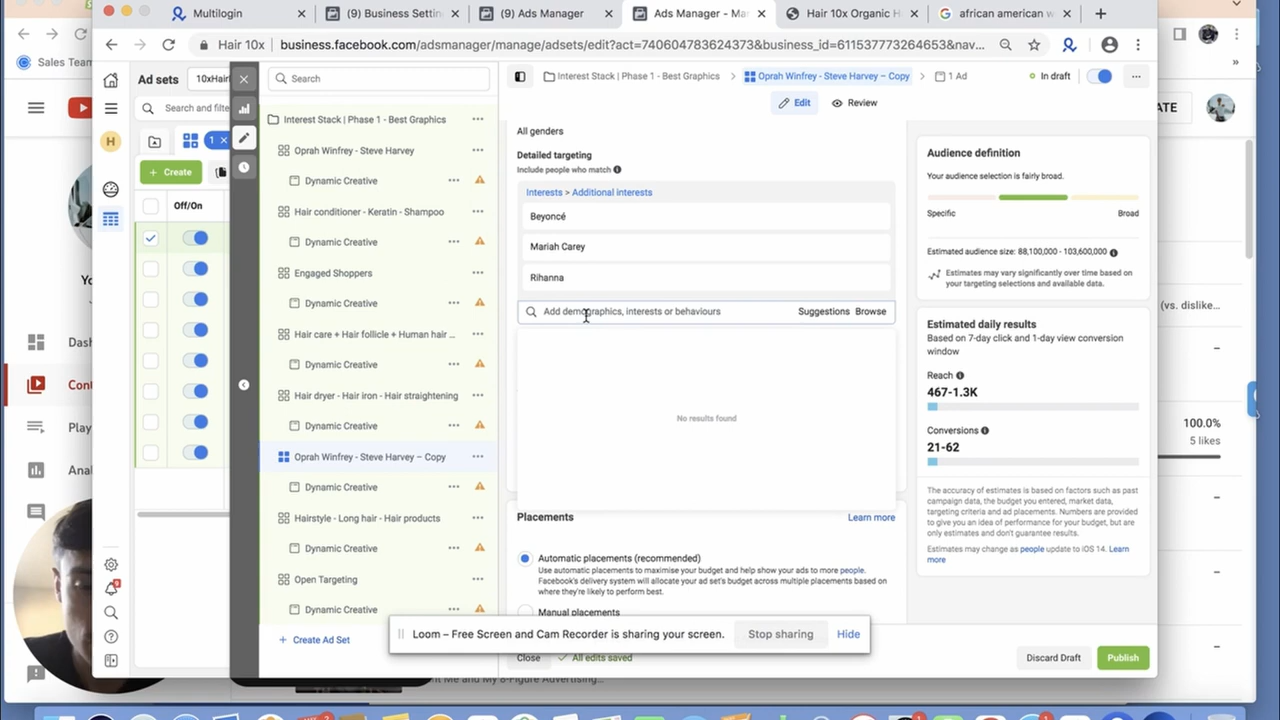 Multilogin
(9) Business Settin
(9) Ads Manager
Ads Manager - Ma
Hair 10x Organic H
african american w
Hair 10x
business.facebook.com/adsmanager/manage/adsets/edit?act=740604783624373&business_id=611537773264653&nav...
Sales Team
Ad sets
10xHair
Search and filte
Create
Off/On
H
Search
Interest Stack | Phase 1 - Best Graphics
Oprah Winfrey - Steve Harvey
Dynamic Creative
Hair conditioner - Keratin - Shampoo
Dynamic Creative
Engaged Shoppers
Dynamic Creative
Hair care + Hair follicle + Human hair ...
Dynamic Creative
Hair dryer - Hair iron - Hair straightening
Dynamic Creative
Oprah Winfrey - Steve Harvey – Copy
Dynamic Creative
Hairstyle - Long hair - Hair products
Dynamic Creative
Open Targeting
Dynamic Creative
+ Create Ad Set
Interest Stack | Phase 1 - Best Graphics
Oprah Winfrey - Steve Harvey – Copy
1 Ad
In draft
Edit
Review
All genders
Detailed targeting
Include people who match
Interests > Additional interests
Beyoncé
Mariah Carey
Rihanna
Add demographics, interests or behaviours
Suggestions
Browse
No results found
Placements
Learn more
Automatic placements (recommended)
Use automatic placements to maximise your budget and help show your ads to more people.
Facebook's delivery system will allocate your ad set's budget across multiple placements based on
where they're likely to perform best.
Manual placements
Audience definition
Your audience selection is fairly broad.
Specific
Broad
Estimated audience size: 88,100,000 - 103,600,000
Estimates may vary significantly over time based on
your targeting selections and available data.
Estimated daily results
Based on 7-day click and 1-day view conversion
window
Reach
467-1.3K
Conversions
21-62
The accuracy of estimates is based on factors such as past
campaign data, the budget you entered, market data,
targeting criteria and ad placements. Numbers are provided
to give you an idea of performance for your budget, but are
only estimates and don't guarantee results.
Estimates may change as people update to iOS 14. Learn
more
Loom – Free Screen and Cam Recorder is sharing your screen.
Stop sharing
Hide
Close
All edits saved
Discard Draft
Publish
ATE
Yo
Dash
Cont
Play
Anal
(vs. dislike...
100.0%
5 likes
nt Me and My 8-Figure Advertising...